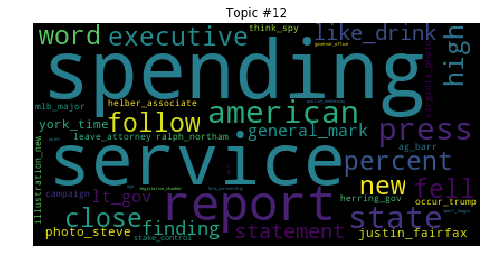 Topic #12
word
executive
think_spy
like_drink
high
spending
mlb_major
helber_associate
american
york_time
follow
general_mark
press
leave_attorney
ralph_northam
ag_barr
service
percent
illustration_new
lt_gov
report
new
fell
herring_gov
campaign
occur_trump
close
finding
state
photo_steve
stake_control
statement
justin_fairfax